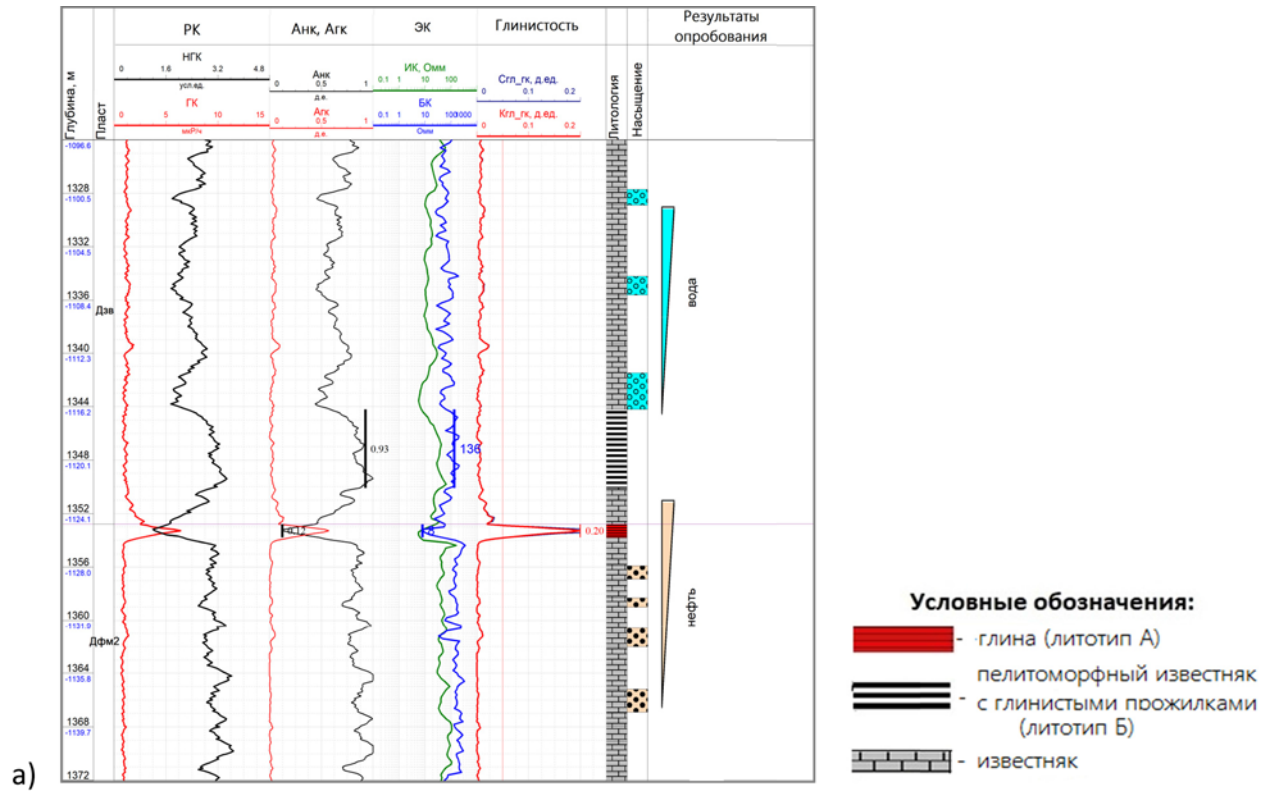 РК
Анк, Агк
ЭК
Глинистость
Результаты
опробования
Глубина, м
Пласт
НГК
0 1.6 3.2 4.8
усл.ед.
ГК
0 5 10 15
мкР/ч
Анк
0 0.5 1
д.е.
Агк
0 0.5 1
д.е.
ИК, Омм
0.1 1 10 100
БК
0.1 1 10 100 1000
Омм
Cгл_гк, д.ед.
0 0.1 0.2
Кгл_гк, д.ед.
0 0.1 0.2
Литология
Насыщение
-1096.6
1328
-1100.5
1332
-1104.5
1336
-1108.4
Дзв
1340
-1112.3
1344
-1116.2
1348
-1120.1
1352
-1124.1
1356
-1128.0
1360
-1131.9
Дфм2
1364
-1135.8
1368
-1139.7
1372
0.93
136
0.12
0.20
вода
нефть
а)
Условные обозначения:
- глина (литотип А)
пелитоморфный известняк
- с глинистыми прожилками
(литотип Б)
- известняк